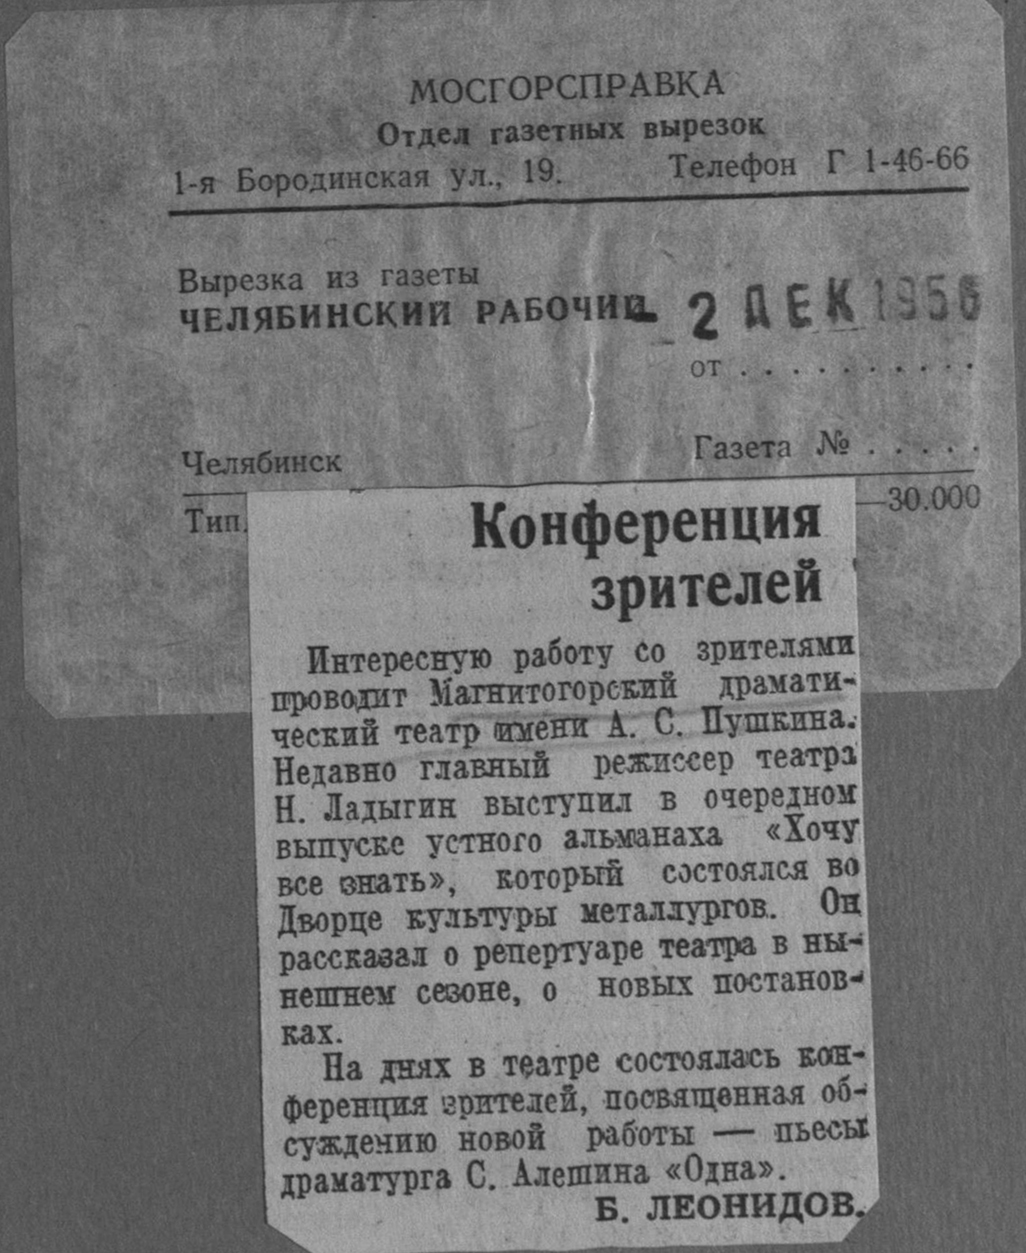 МОСГОРСПРАВКА
Отдел газетных вырезок
1-я Бородинская ул., 19. Телефон Г 1-46-66
Вырезка из газеты
ЧЕЛЯБИНСКИЙ РАБОЧИЙ
- 2 ДЕК 1956
от . . . . . . . . . .
Челябинск Газета № . . . . .
Тип. —30.000
Конференция
зрителей
Интересную работу со зрителями
проводит Магнитогорский драмати-
ческий театр имени А. С. Пушкина.
Недавно главный режиссер театра
Н. Ладыгин выступил в очередном
выпуске устного альманаха «Хочу
все знать», который состоялся во
Дворце культуры металлургов. Он
рассказал о репертуаре театра в ны-
нешнем сезоне, о новых постанов-
ках.
На днях в театре состоялась кон-
ференция зрителей, посвященная об-
суждению новой работы — пьесы
драматурга С. Алешина «Одна».
Б. ЛЕОНИДОВ.